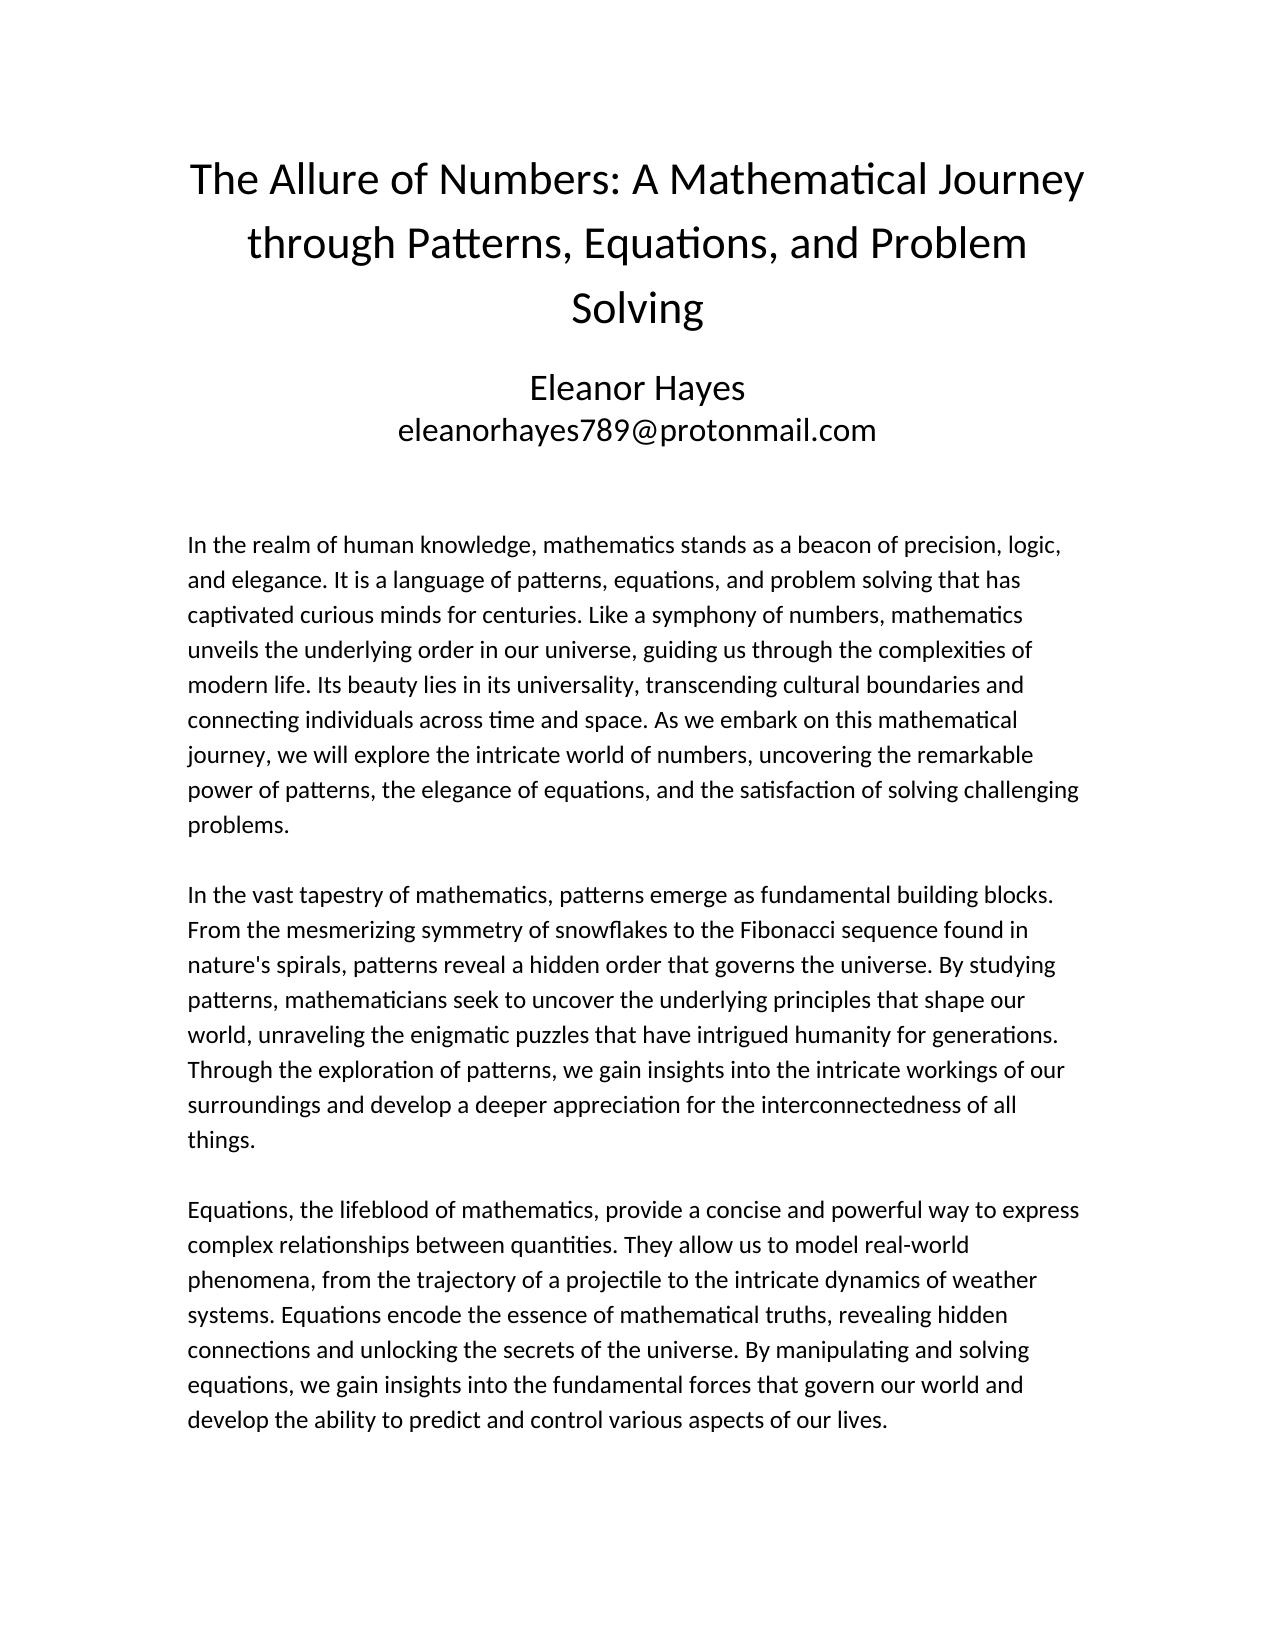 The Allure of Numbers: A Mathematical Journey
through Patterns, Equations, and Problem
Solving
Eleanor Hayes
eleanorhayes789@protonmail.com
In the realm of human knowledge, mathematics stands as a beacon of precision, logic,
and elegance. It is a language of patterns, equations, and problem solving that has
captivated curious minds for centuries. Like a symphony of numbers, mathematics
unveils the underlying order in our universe, guiding us through the complexities of
modern life. Its beauty lies in its universality, transcending cultural boundaries and
connecting individuals across time and space. As we embark on this mathematical
journey, we will explore the intricate world of numbers, uncovering the remarkable
power of patterns, the elegance of equations, and the satisfaction of solving challenging
problems.
In the vast tapestry of mathematics, patterns emerge as fundamental building blocks.
From the mesmerizing symmetry of snowflakes to the Fibonacci sequence found in
nature's spirals, patterns reveal a hidden order that governs the universe. By studying
patterns, mathematicians seek to uncover the underlying principles that shape our
world, unraveling the enigmatic puzzles that have intrigued humanity for generations.
Through the exploration of patterns, we gain insights into the intricate workings of our
surroundings and develop a deeper appreciation for the interconnectedness of all
things.
Equations, the lifeblood of mathematics, provide a concise and powerful way to express
complex relationships between quantities. They allow us to model real-world
phenomena, from the trajectory of a projectile to the intricate dynamics of weather
systems. Equations encode the essence of mathematical truths, revealing hidden
connections and unlocking the secrets of the universe. By manipulating and solving
equations, we gain insights into the fundamental forces that govern our world and
develop the ability to predict and control various aspects of our lives.